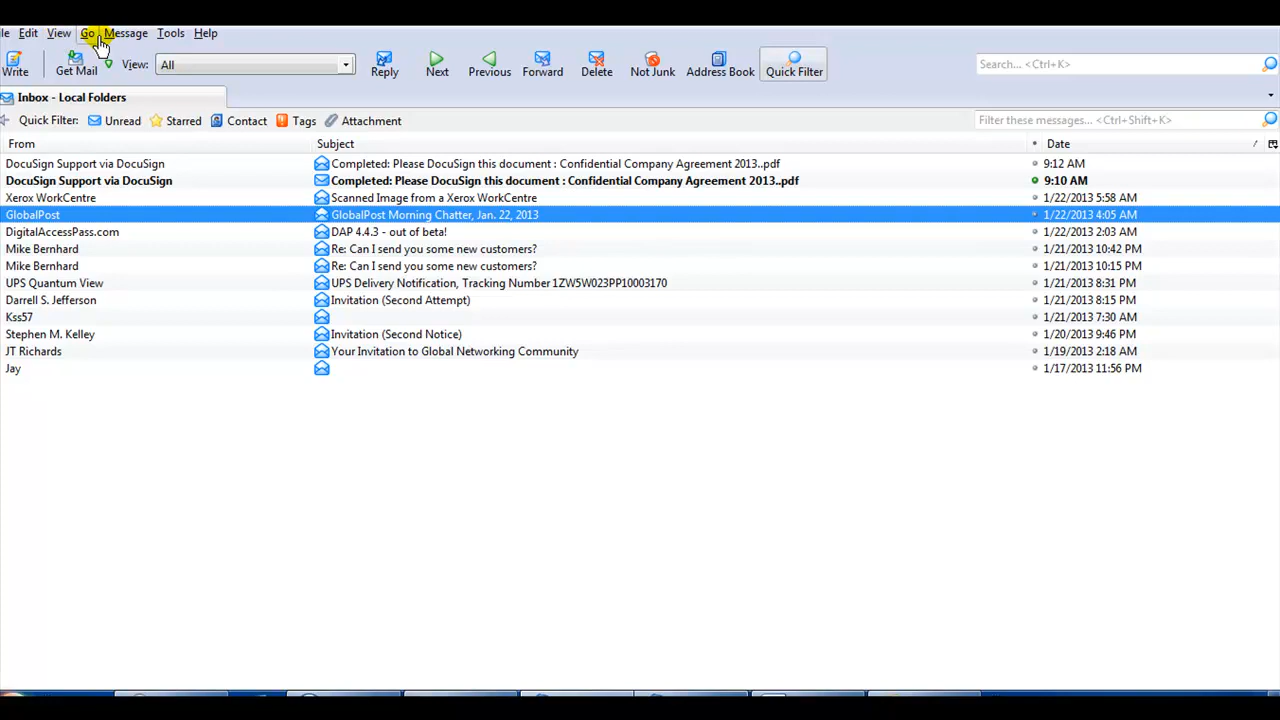 le Edit View Go Message Tools Help
Write Get Mail View: All Reply Next Previous Forward Delete Not Junk Address Book Quick Filter Search... <Ctrl+K>
Inbox - Local Folders
Quick Filter: Unread Starred Contact Tags Attachment Filter these messages... <Ctrl+Shift+K>
From Subject Date
DocuSign Support via DocuSign Completed: Please DocuSign this document : Confidential Company Agreement 2013..pdf 9:12 AM
DocuSign Support via DocuSign Completed: Please DocuSign this document : Confidential Company Agreement 2013..pdf 9:10 AM
Xerox WorkCentre Scanned Image from a Xerox WorkCentre 1/22/2013 5:58 AM
GlobalPost GlobalPost Morning Chatter, Jan. 22, 2013 1/22/2013 4:05 AM
DigitalAccessPass.com DAP 4.4.3 - out of beta! 1/22/2013 2:03 AM
Mike Bernhard Re: Can I send you some new customers? 1/21/2013 10:42 PM
Mike Bernhard Re: Can I send you some new customers? 1/21/2013 10:15 PM
UPS Quantum View UPS Delivery Notification, Tracking Number 1ZW5W023PP10003170 1/21/2013 8:31 PM
Darrell S. Jefferson Invitation (Second Attempt) 1/21/2013 8:15 PM
Kss57 1/21/2013 7:30 AM
Stephen M. Kelley Invitation (Second Notice) 1/20/2013 9:46 PM
JT Richards Your Invitation to Global Networking Community 1/19/2013 2:18 AM
Jay 1/17/2013 11:56 PM